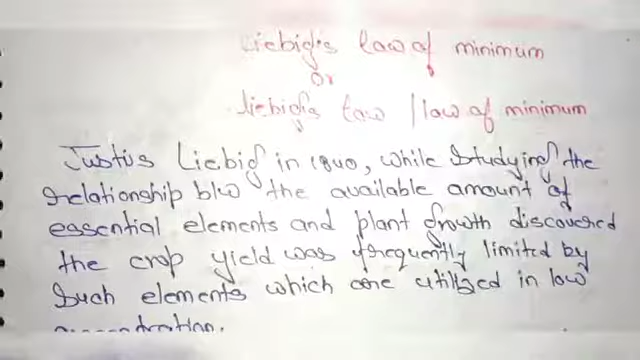 Liebig's law of minimum
Or
Liebig's law / law of minimum
Justus Liebig in 1840, while studying the
relationship b/w the available amount of
essential elements and plant growth discovered
the crop yield was frequently limited by
such elements which are utilized in low
concentration.